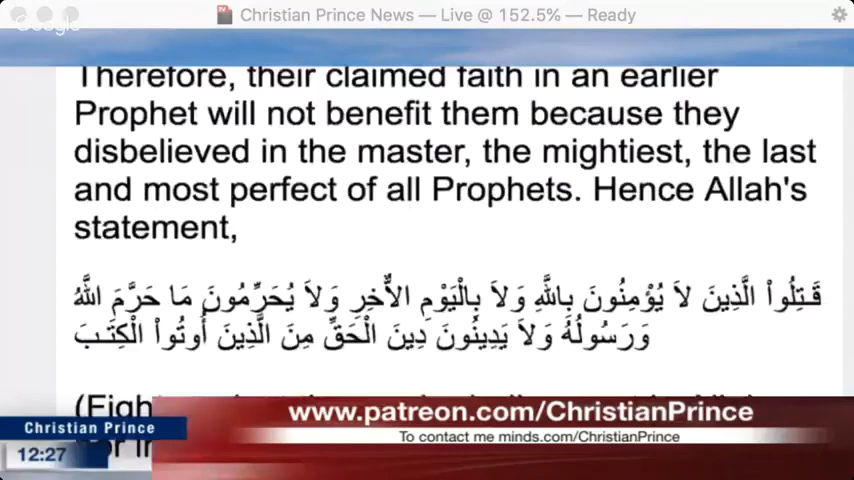 Christian Prince News — Live @ 152.5% — Ready
Google
Therefore, their claimed faith in an earlier
Prophet will not benefit them because they
disbelieved in the master, the mightiest, the last
and most perfect of all Prophets. Hence Allah's
statement,
قَـتِلُواْ الَّذِينَ لاَ يُؤْمِنُونَ بِاللَّهِ وَلاَ بِالْيَوْمِ الاٌّخِرِ وَلاَ يُحَرِّمُونَ مَا حَرَّمَ اللَّهُ
وَرَسُولُهُ وَلاَ يَدِينُونَ دِينَ الْحَقِّ مِنَ الَّذِينَ أُوتُواْ الْكِتَـبَ
(Figh
www.patreon.com/ChristianPrince
Christian Prince
To contact me minds.com/ChristianPrince
12:27